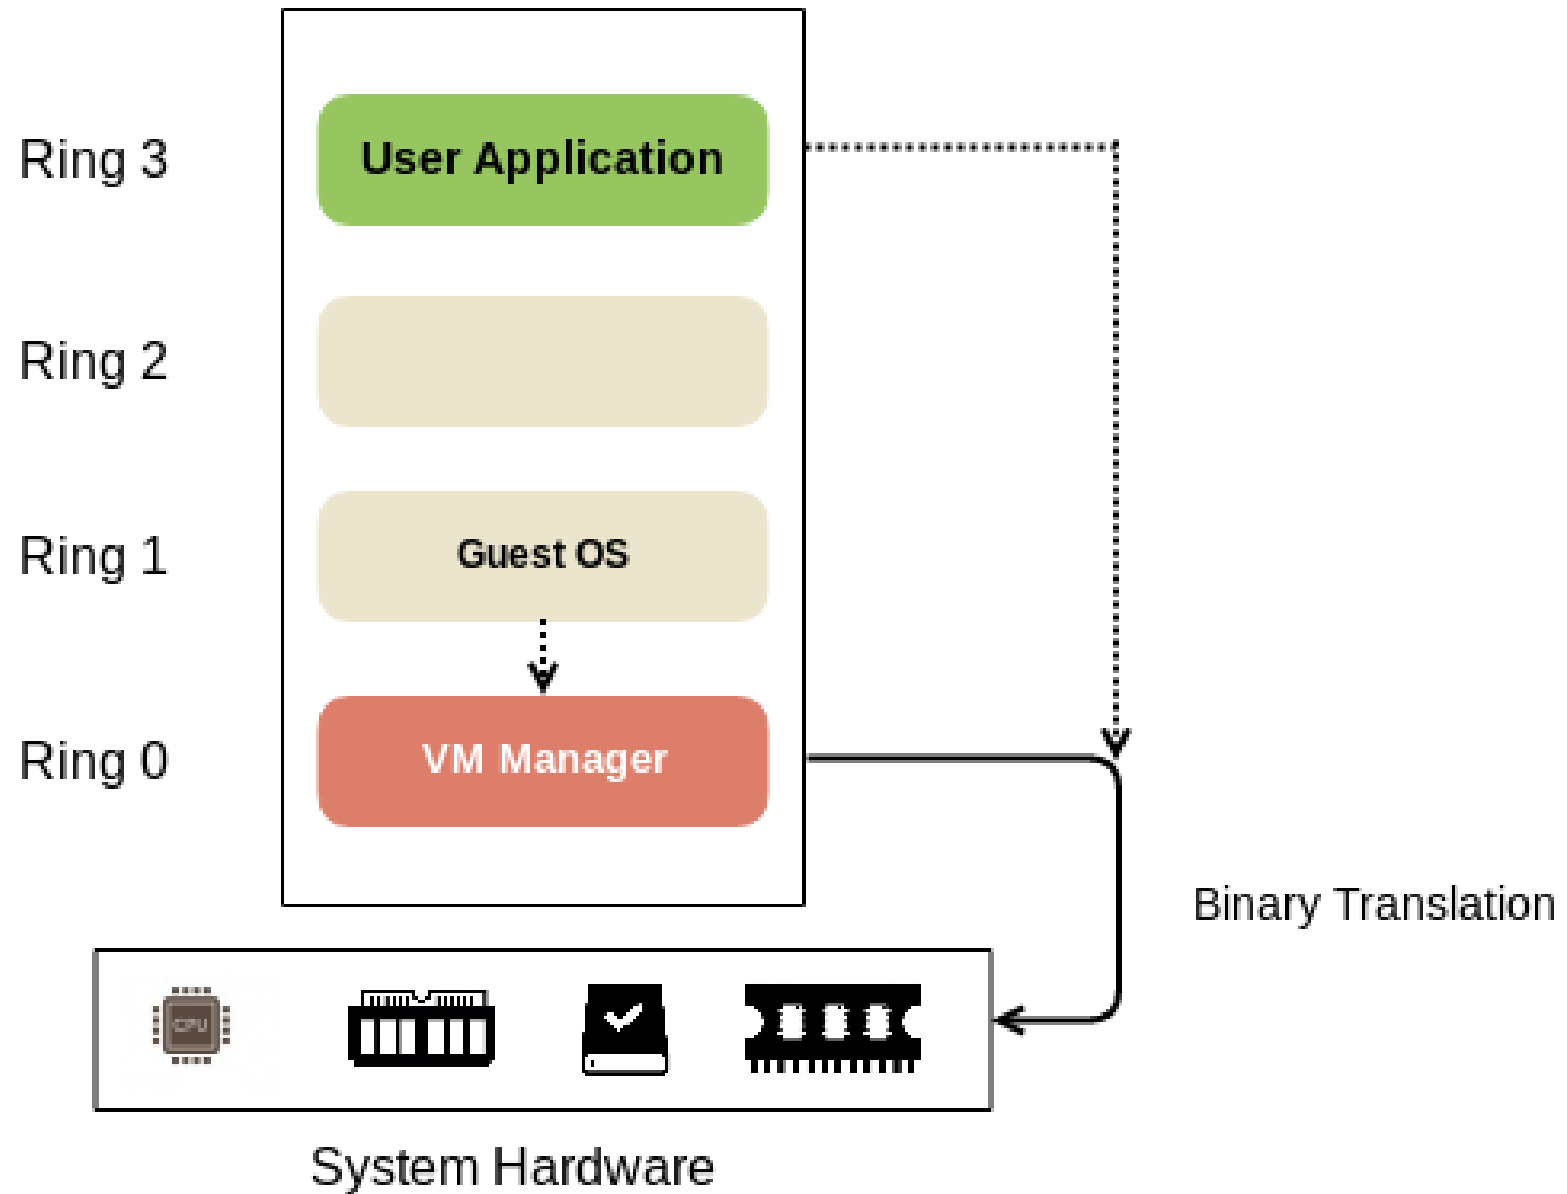 Ring 3
User Application
Ring 2
Ring 1
Guest OS
Ring 0
VM Manager
Binary Translation
CPU
System Hardware